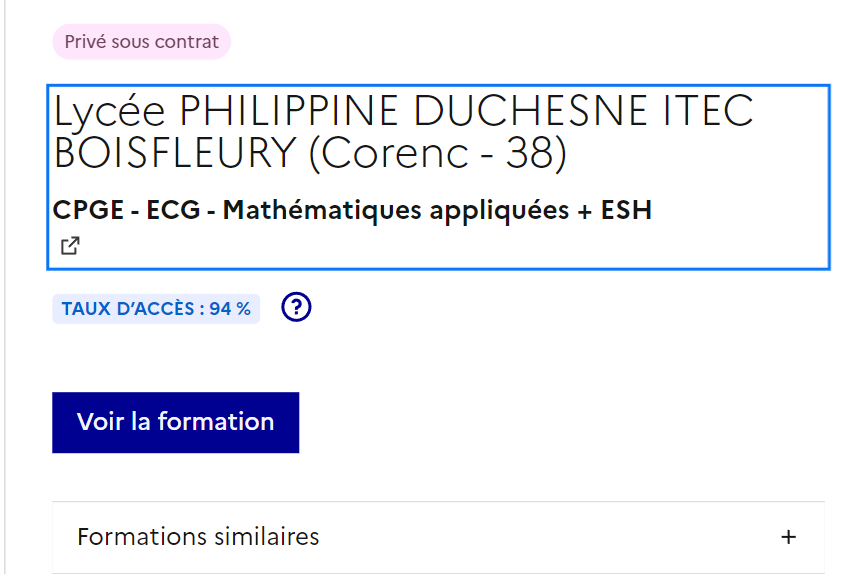 Privé sous contrat
Lycée PHILIPPINE DUCHESNE ITEC
BOISFLEURY (Corenc - 38)
CPGE - ECG - Mathématiques appliquées + ESH
TAUX D’ACCÈS : 94 % ?
Voir la formation
Formations similaires +